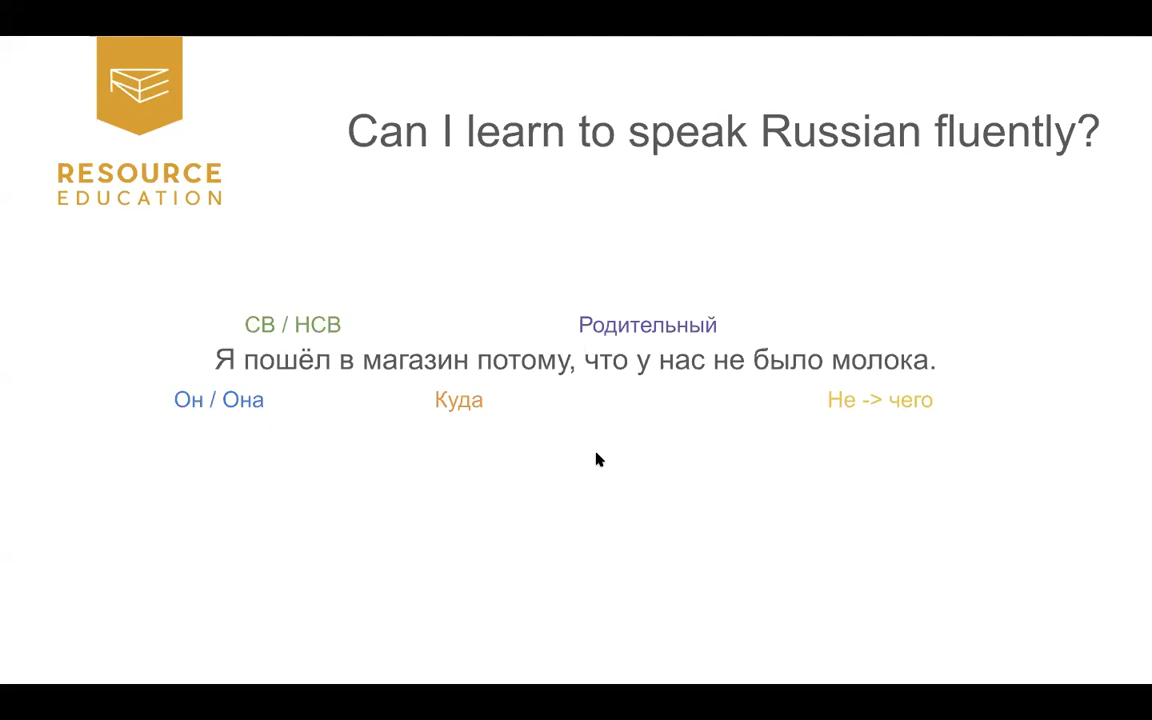 RESOURCE
EDUCATION
Can I learn to speak Russian fluently?
СВ / НСВ Родительный
Я пошёл в магазин потому, что у нас не было молока.
Он / Она Куда Не -> чего